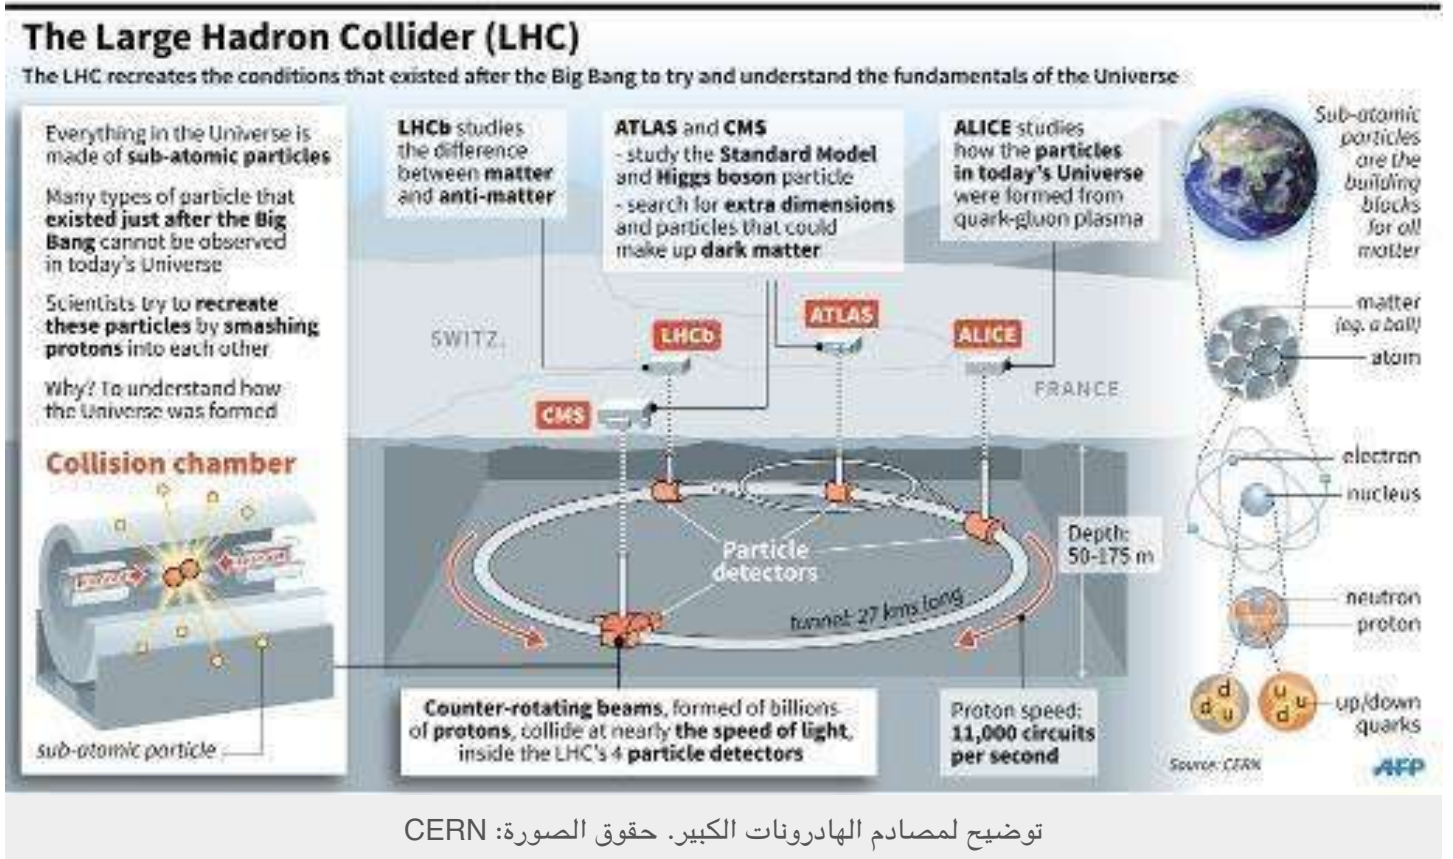 The Large Hadron Collider (LHC)
The LHC recreates the conditions that existed after the Big Bang to try and understand the fundamentals of the Universe
Everything in the Universe is
made of sub-atomic particles
Many types of particle that
existed just after the Big
Bang cannot be observed
in today's Universe
Scientists try to recreate
these particles by smashing
protons into each other
Why? To understand how
the Universe was formed
Collision chamber
sub-atomic particle
LHCb studies
the difference
between matter
and anti-matter
ATLAS and CMS
- study the Standard Model
and Higgs boson particle
- search for extra dimensions
and particles that could
make up dark matter
ALICE studies
how the particles
in today's Universe
were formed from
quark-gluon plasma
SWITZ.
LHCb
ATLAS
ALICE
FRANCE
CMS
Particle
detectors
Depth:
50-175 m
tunnel: 27 kms long
Counter-rotating beams, formed of billions
of protons, collide at nearly the speed of light,
inside the LHC's 4 particle detectors
Proton speed:
11,000 circuits
per second
Sub-atomic
particles
are the
building
blocks
for all
matter
matter
(eg. a ball)
atom
electron
nucleus
neutron
proton
d
d
u
u
u
d
up/down
quarks
Source: CERN
AFP
توضيح لمصادم الهادرونات الكبير. حقوق الصورة: CERN